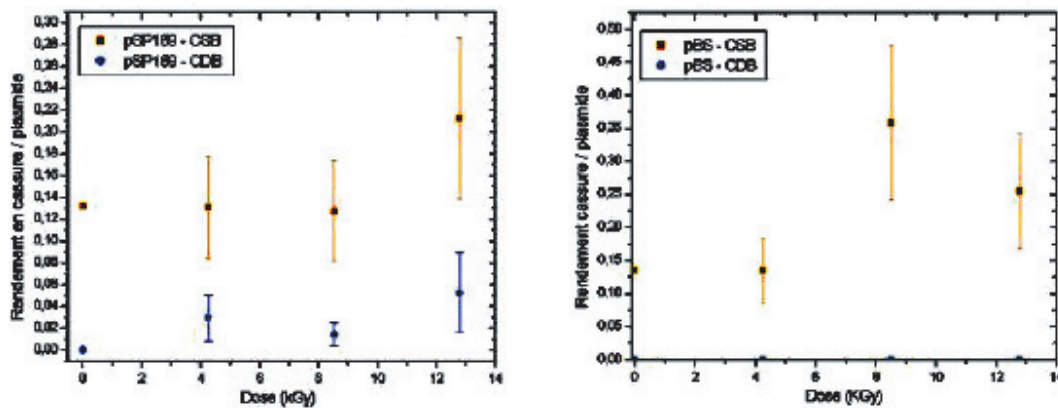 0,30
0,28
0,26
0,24
0,22
0,20
0,18
0,16
0,14
0,12
0,10
0,08
0,06
0,04
0,02
0,00
Rendement en cassure / plasmide
pSP189 - CSB
pSP189 - CDB
0 2 4 6 8 10 12 14
Dose (kGy)
0,50
0,45
0,40
0,35
0,30
0,25
0,20
0,15
0,10
0,05
0,00
Rendement cassure / plasmide
pBS - CSB
pBS - CDB
0 2 4 6 8 10 12 14
Dose (KGy)